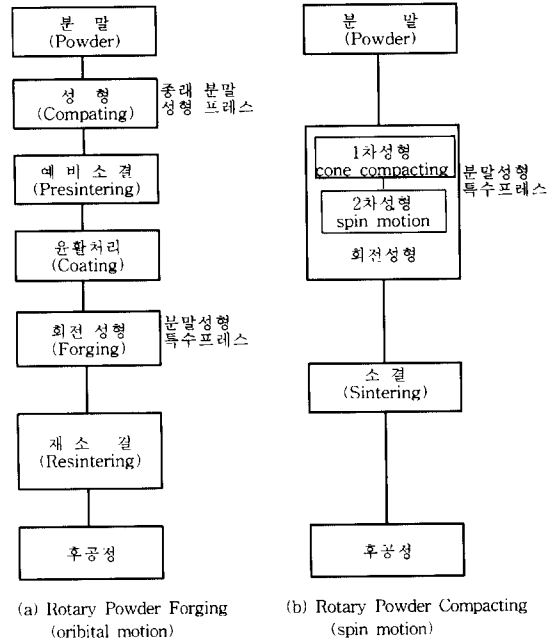 분 말
(Powder)
성 형
(Compating)
종래 분말
성형 프레스
예 비 소 결
(Presintering)
윤활처리
(Coating)
회전 성형
(Forging)
분말성형
특수프레스
재 소 결
(Resintering)
후공정
(a) Rotary Powder Forging
(oribital motion)
분 말
(Powder)
1차성형
cone compacting
2차성형
spin motion
회전성형
분말성형
특수프레스
소 결
(Sintering)
후공정
(b) Rotary Powder Compacting
(spin motion)